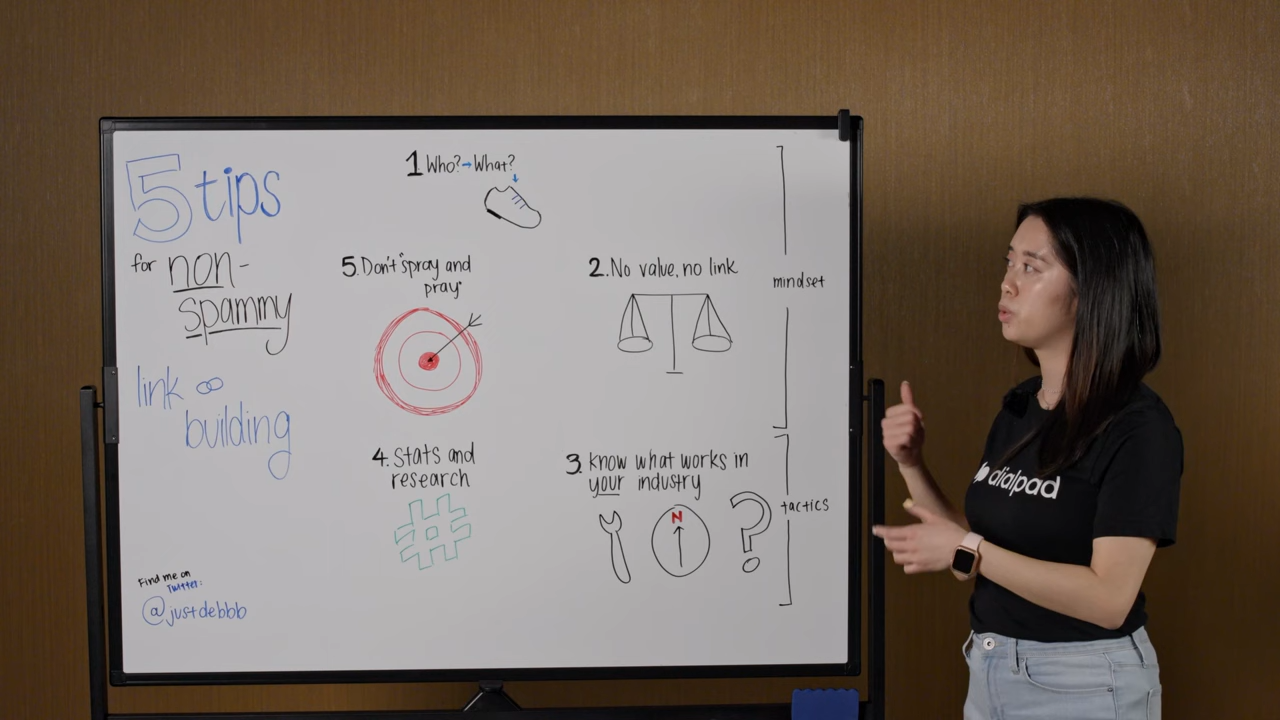 5 tips
for non-
spammy
link
building
Find me on
Twitter:
@justdebbb
1 Who?→What?
2. No value, no link
3. Know what works in
your industry
N
?
4. Stats and
research
#
5. Don't "spray and
pray"
mindset
tactics
dialpad